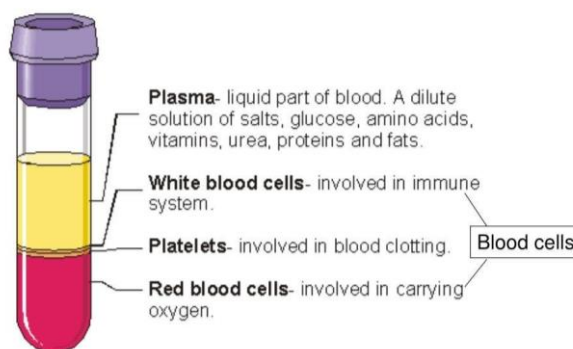 Plasma- liquid part of blood. A dilute
solution of salts, glucose, amino acids,
vitamins, urea, proteins and fats.
White blood cells- involved in immune
system.
Platelets- involved in blood clotting.
Blood cells
Red blood cells- involved in carrying
oxygen.